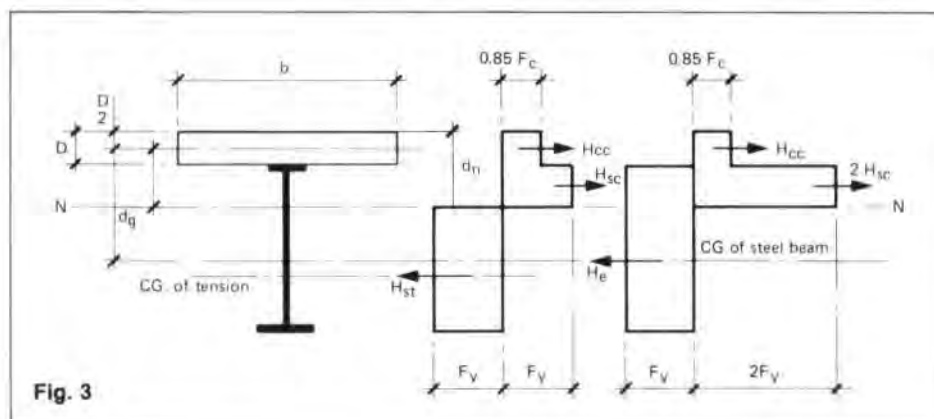 0.85 Fc
0.85 Fc
b
D
2
D
Hcc
Hcc
dn
Hsc
2 Hsc
N
N
dg
CG of steel beam
CG. of tension
Hst
He
Fy
Fy
Fy
2Fy
Fig. 3